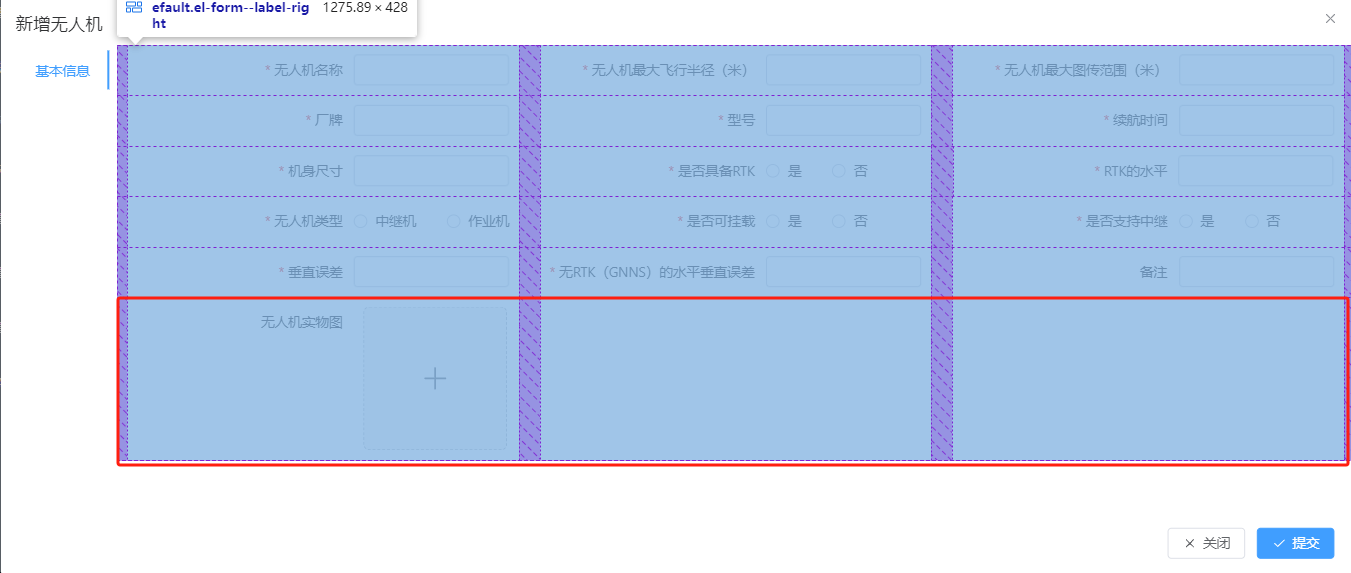 新增无人机
efault.el-form--label-rig
ht
1275.89 × 428
基本信息
* 无人机名称
* 无人机最大飞行半径（米）
* 无人机最大图传范围（米）
* 厂牌
* 型号
* 续航时间
* 机身尺寸
* 是否具备RTK 是 否
* RTK的水平
* 无人机类型 中继机 作业机
* 是否可挂载 是 否
* 是否支持中继 是 否
* 垂直误差
* 无RTK（GNNS）的水平垂直误差
备注
无人机实物图
关闭
提交